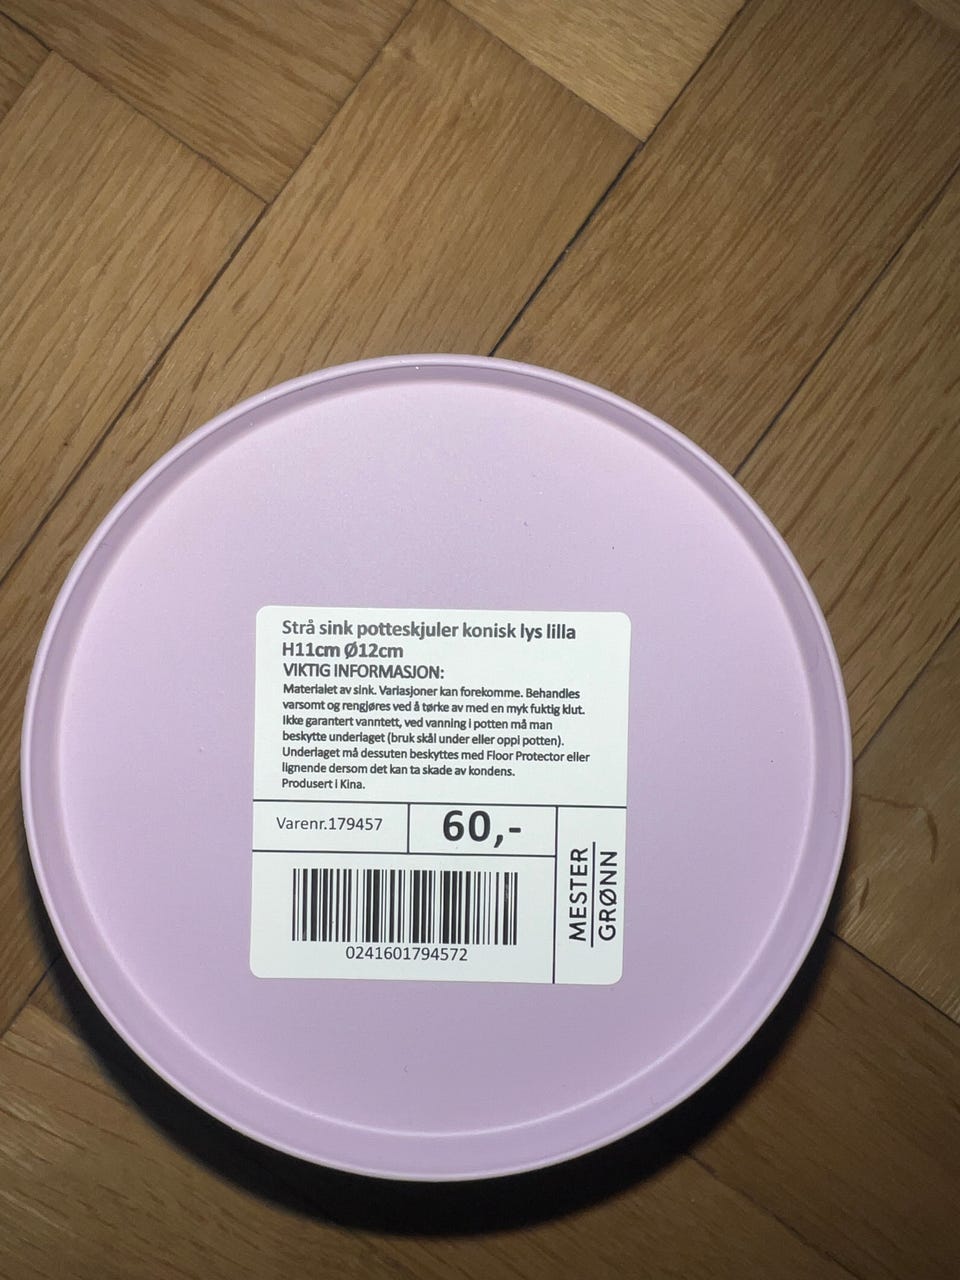 Strå sink potteskjuler konisk lys lilla
H11cm Ø12cm
VIKTIG INFORMASJON:
Materialet av sink. Variasjoner kan forekomme. Behandles
varsomt og rengjøres ved å tørke av med en myk fuktig klut.
Ikke garantert vanntett, ved vanning i potten må man
beskytte underlaget (bruk skål under eller oppi potten).
Underlaget må dessuten beskyttes med Floor Protector eller
lignende dersom det kan ta skade av kondens.
Produsert i Kina.
Varenr.179457
60,-
0241601794572
MESTER
GRØNN